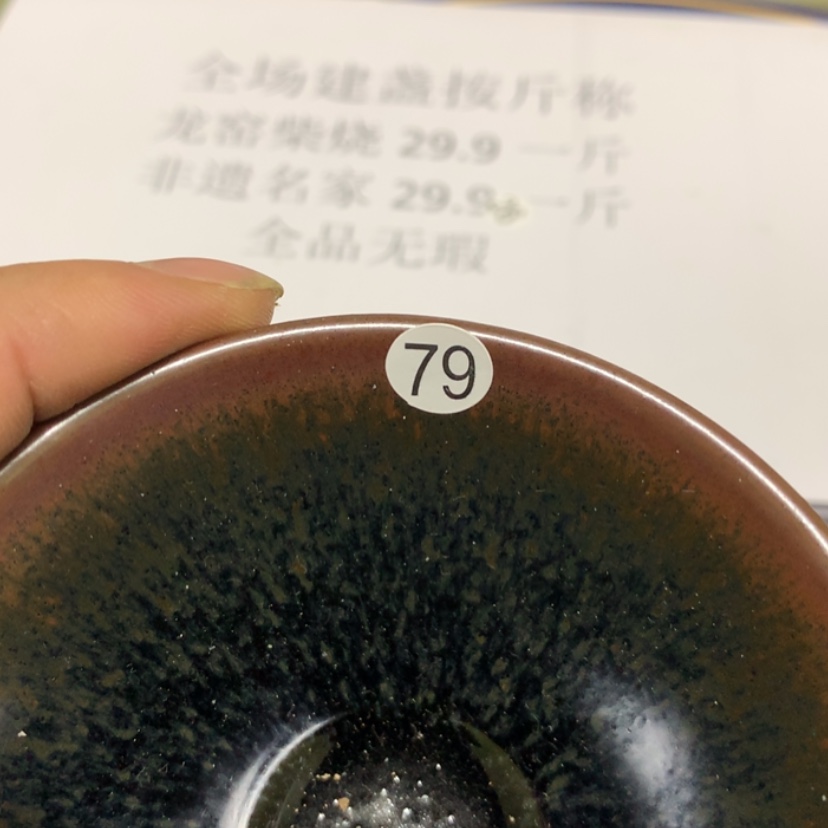 全场建盏按斤称
龙窑柴烧 29.9 一斤
非遗名家 29.9 一斤
全品无瑕
79